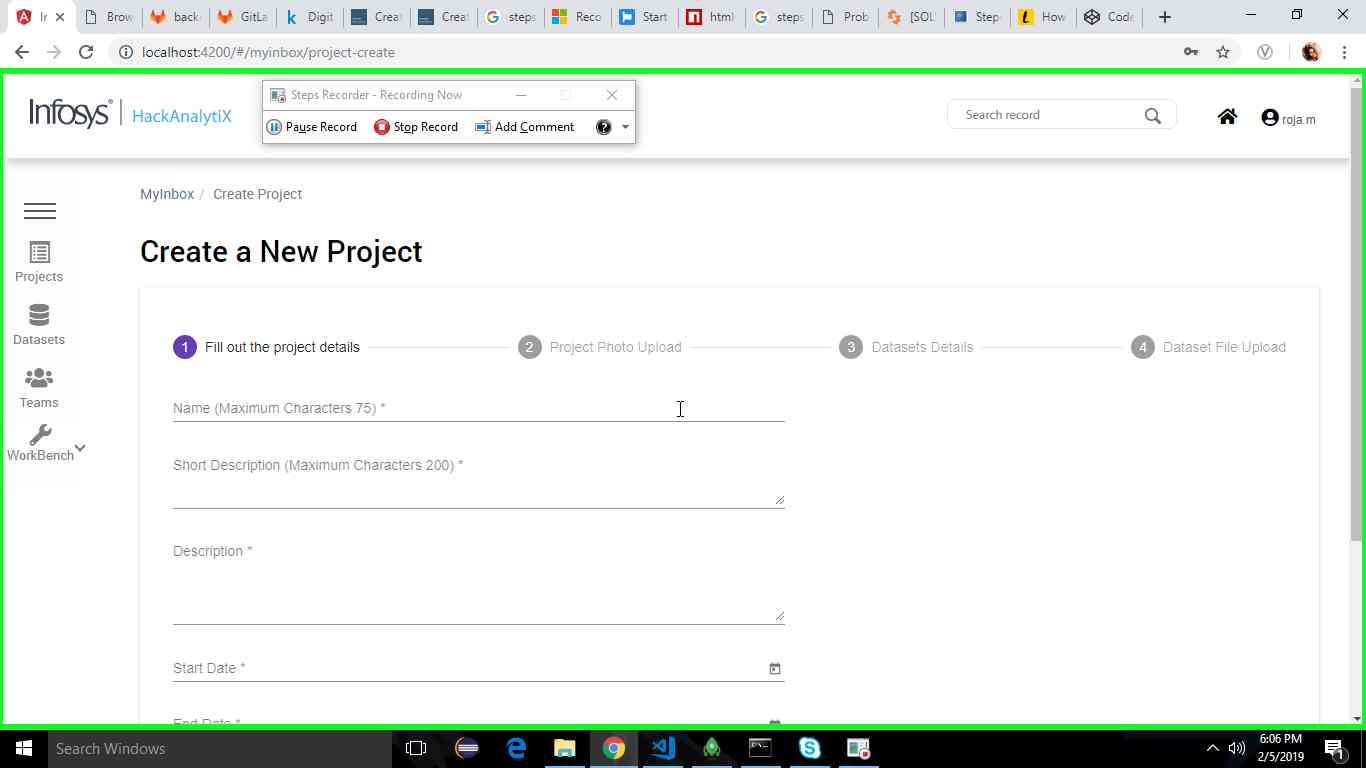 Ir
Brow
back
GitLa
Digit
Creat
Creat
steps
Reco
Start
html
steps
Prob
[SOL
Step
How
Code
localhost:4200/#/myinbox/project-create
Infosys | HackAnalytiX
Steps Recorder - Recording Now
Pause Record
Stop Record
Add Comment
Search record
roja.m
MyInbox / Create Project
Projects
Datasets
Teams
WorkBench
Create a New Project
1 Fill out the project details
2 Project Photo Upload
3 Datasets Details
4 Dataset File Upload
Name (Maximum Characters 75) *
Short Description (Maximum Characters 200) *
Description *
Start Date *
End Date *
Search Windows
6:06 PM
2/5/2019
1